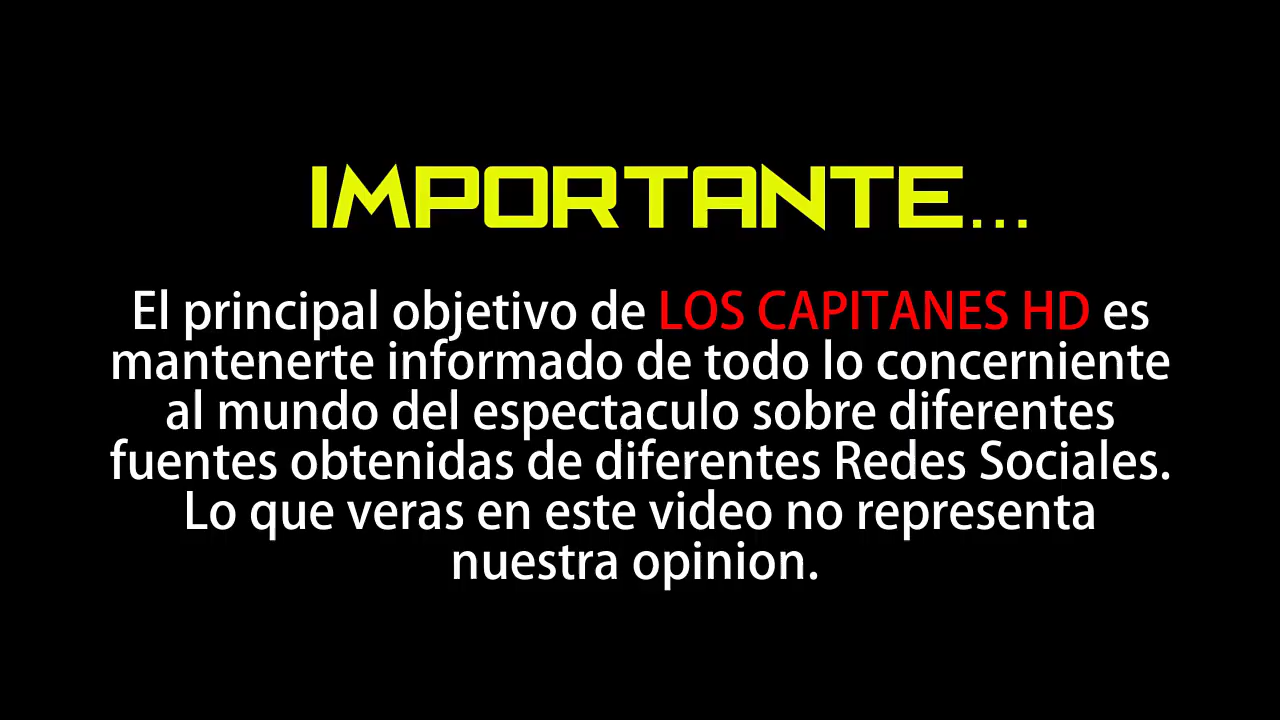 IMPORTANTE...
El principal objetivo de LOS CAPITANES HD es
mantenerte informado de todo lo concerniente
al mundo del espectaculo sobre diferentes
fuentes obtenidas de diferentes Redes Sociales.
Lo que veras en este video no representa
nuestra opinion.